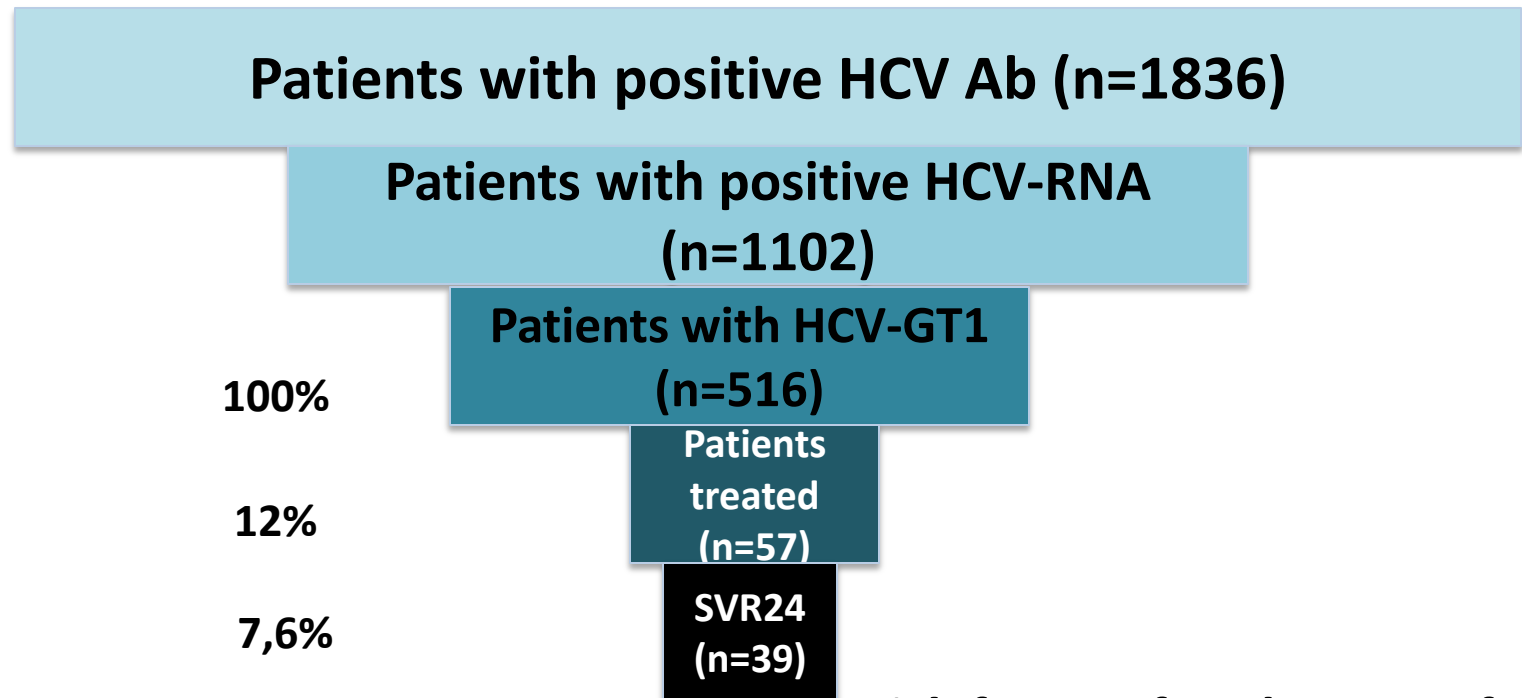 Patients with positive HCV Ab (n=1836)
Patients with positive HCV-RNA
(n=1102)
Patients with HCV-GT1
(n=516)
100%
Patients
treated
(n=57)
12%
SVR24
(n=39)
7,6%